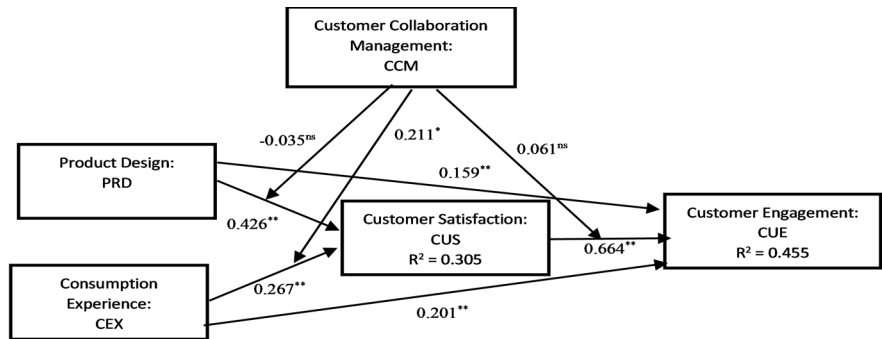 Customer Collaboration
Management:
CCM
-0.035ⁿˢ
0.211*
0.061ⁿˢ
Product Design:
PRD
0.159**
0.426**
Customer Satisfaction:
CUS
R² = 0.305
Customer Engagement:
CUE
R² = 0.455
0.664**
Consumption
Experience:
CEX
0.267**
0.201**